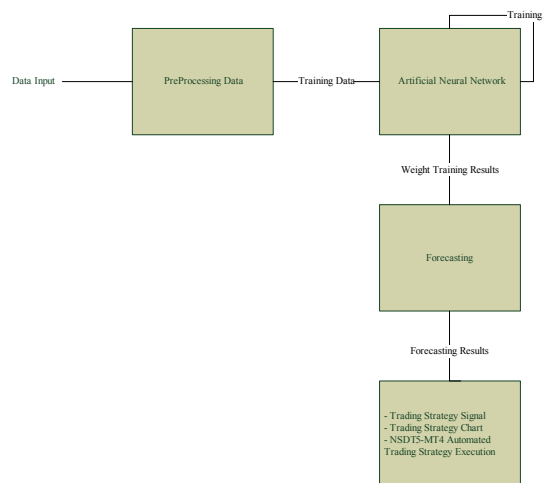 Training
Data Input
PreProcessing Data
Training Data
Artificial Neural Network
Weight Training Results
Forecasting
Forecasting Results
- Trading Strategy Signal
- Trading Strategy Chart
- NSDT5-MT4 Automated
Trading Strategy Execution